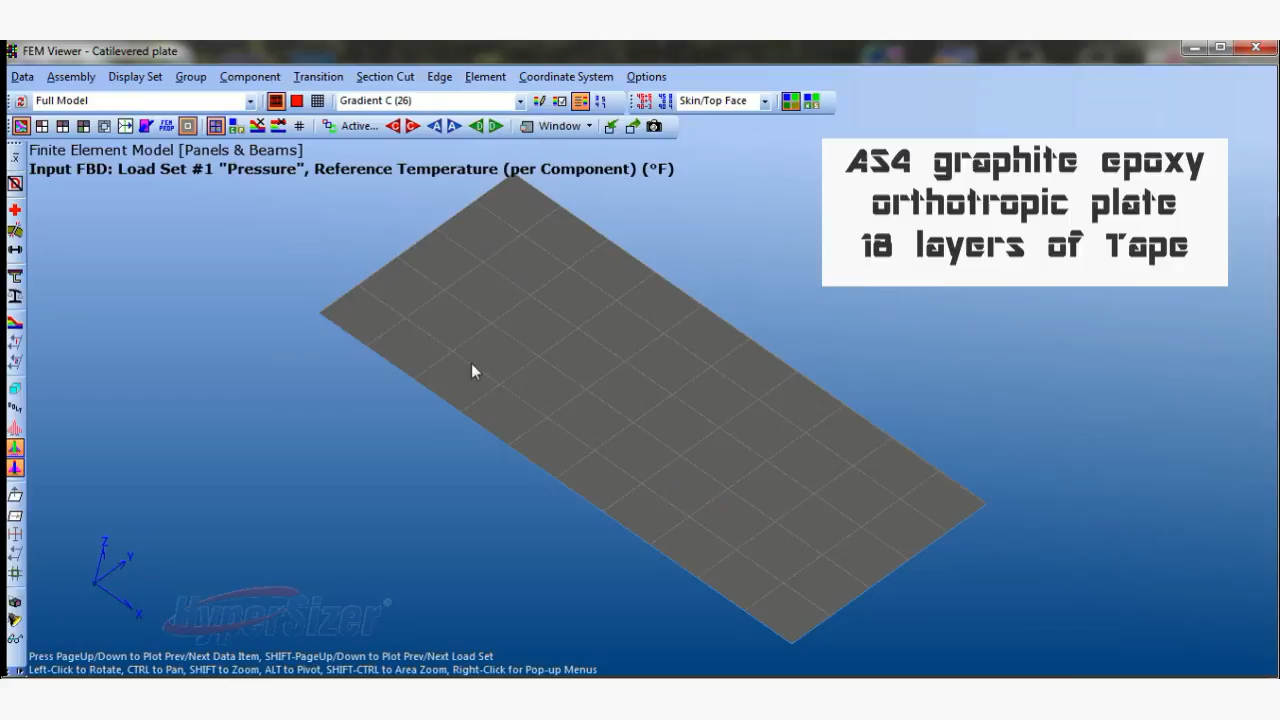 FEM Viewer - Catilevered plate
Data Assembly Display Set Group Component Transition Section Cut Edge Element Coordinate System Options
Full Model Gradient C (26) Skin/Top Face
FEM PROP Active... C C A A D D Window
Finite Element Model [Panels & Beams]
Input FBD: Load Set #1 "Pressure", Reference Temperature (per Component) (°F)
AS4 graphite epoxy
orthotropic plate
18 layers of Tape
BOLT
Z
Y
X
HyperSizer®
Press PageUp/Down to Plot Prev/Next Data Item, SHIFT-PageUp/Down to Plot Prev/Next Load Set
Left-Click to Rotate, CTRL to Pan, SHIFT to Zoom, ALT to Pivot, SHIFT-CTRL to Area Zoom, Right-Click for Pop-up Menus